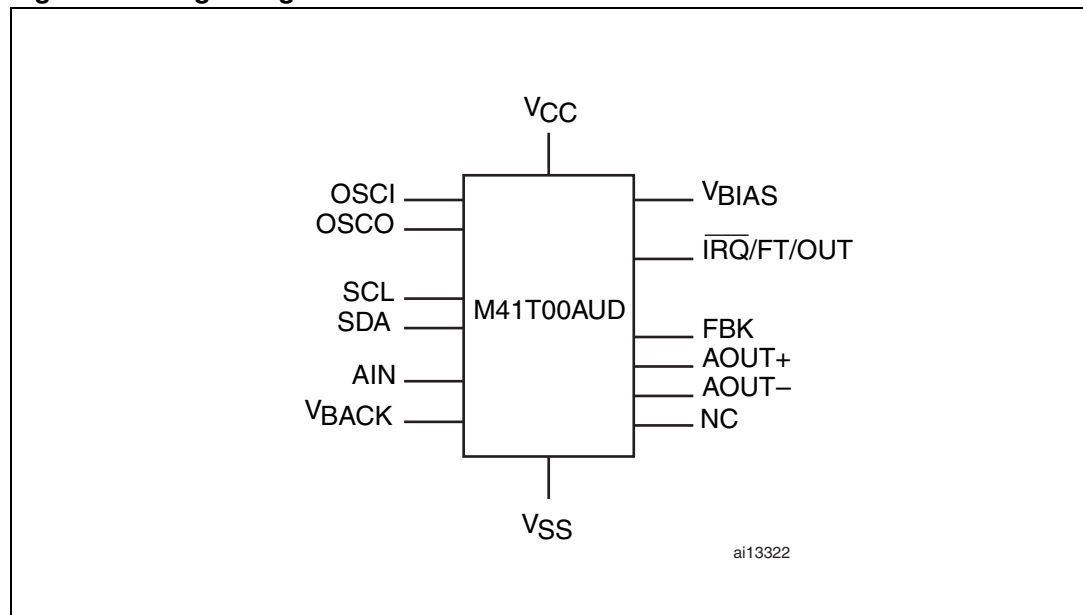 VCC
OSCI
OSCO
SCL
SDA
AIN
VBACK
M41T00AUD
VBIAS
IRQ/FT/OUT
FBK
AOUT+
AOUT–
NC
VSS
ai13322